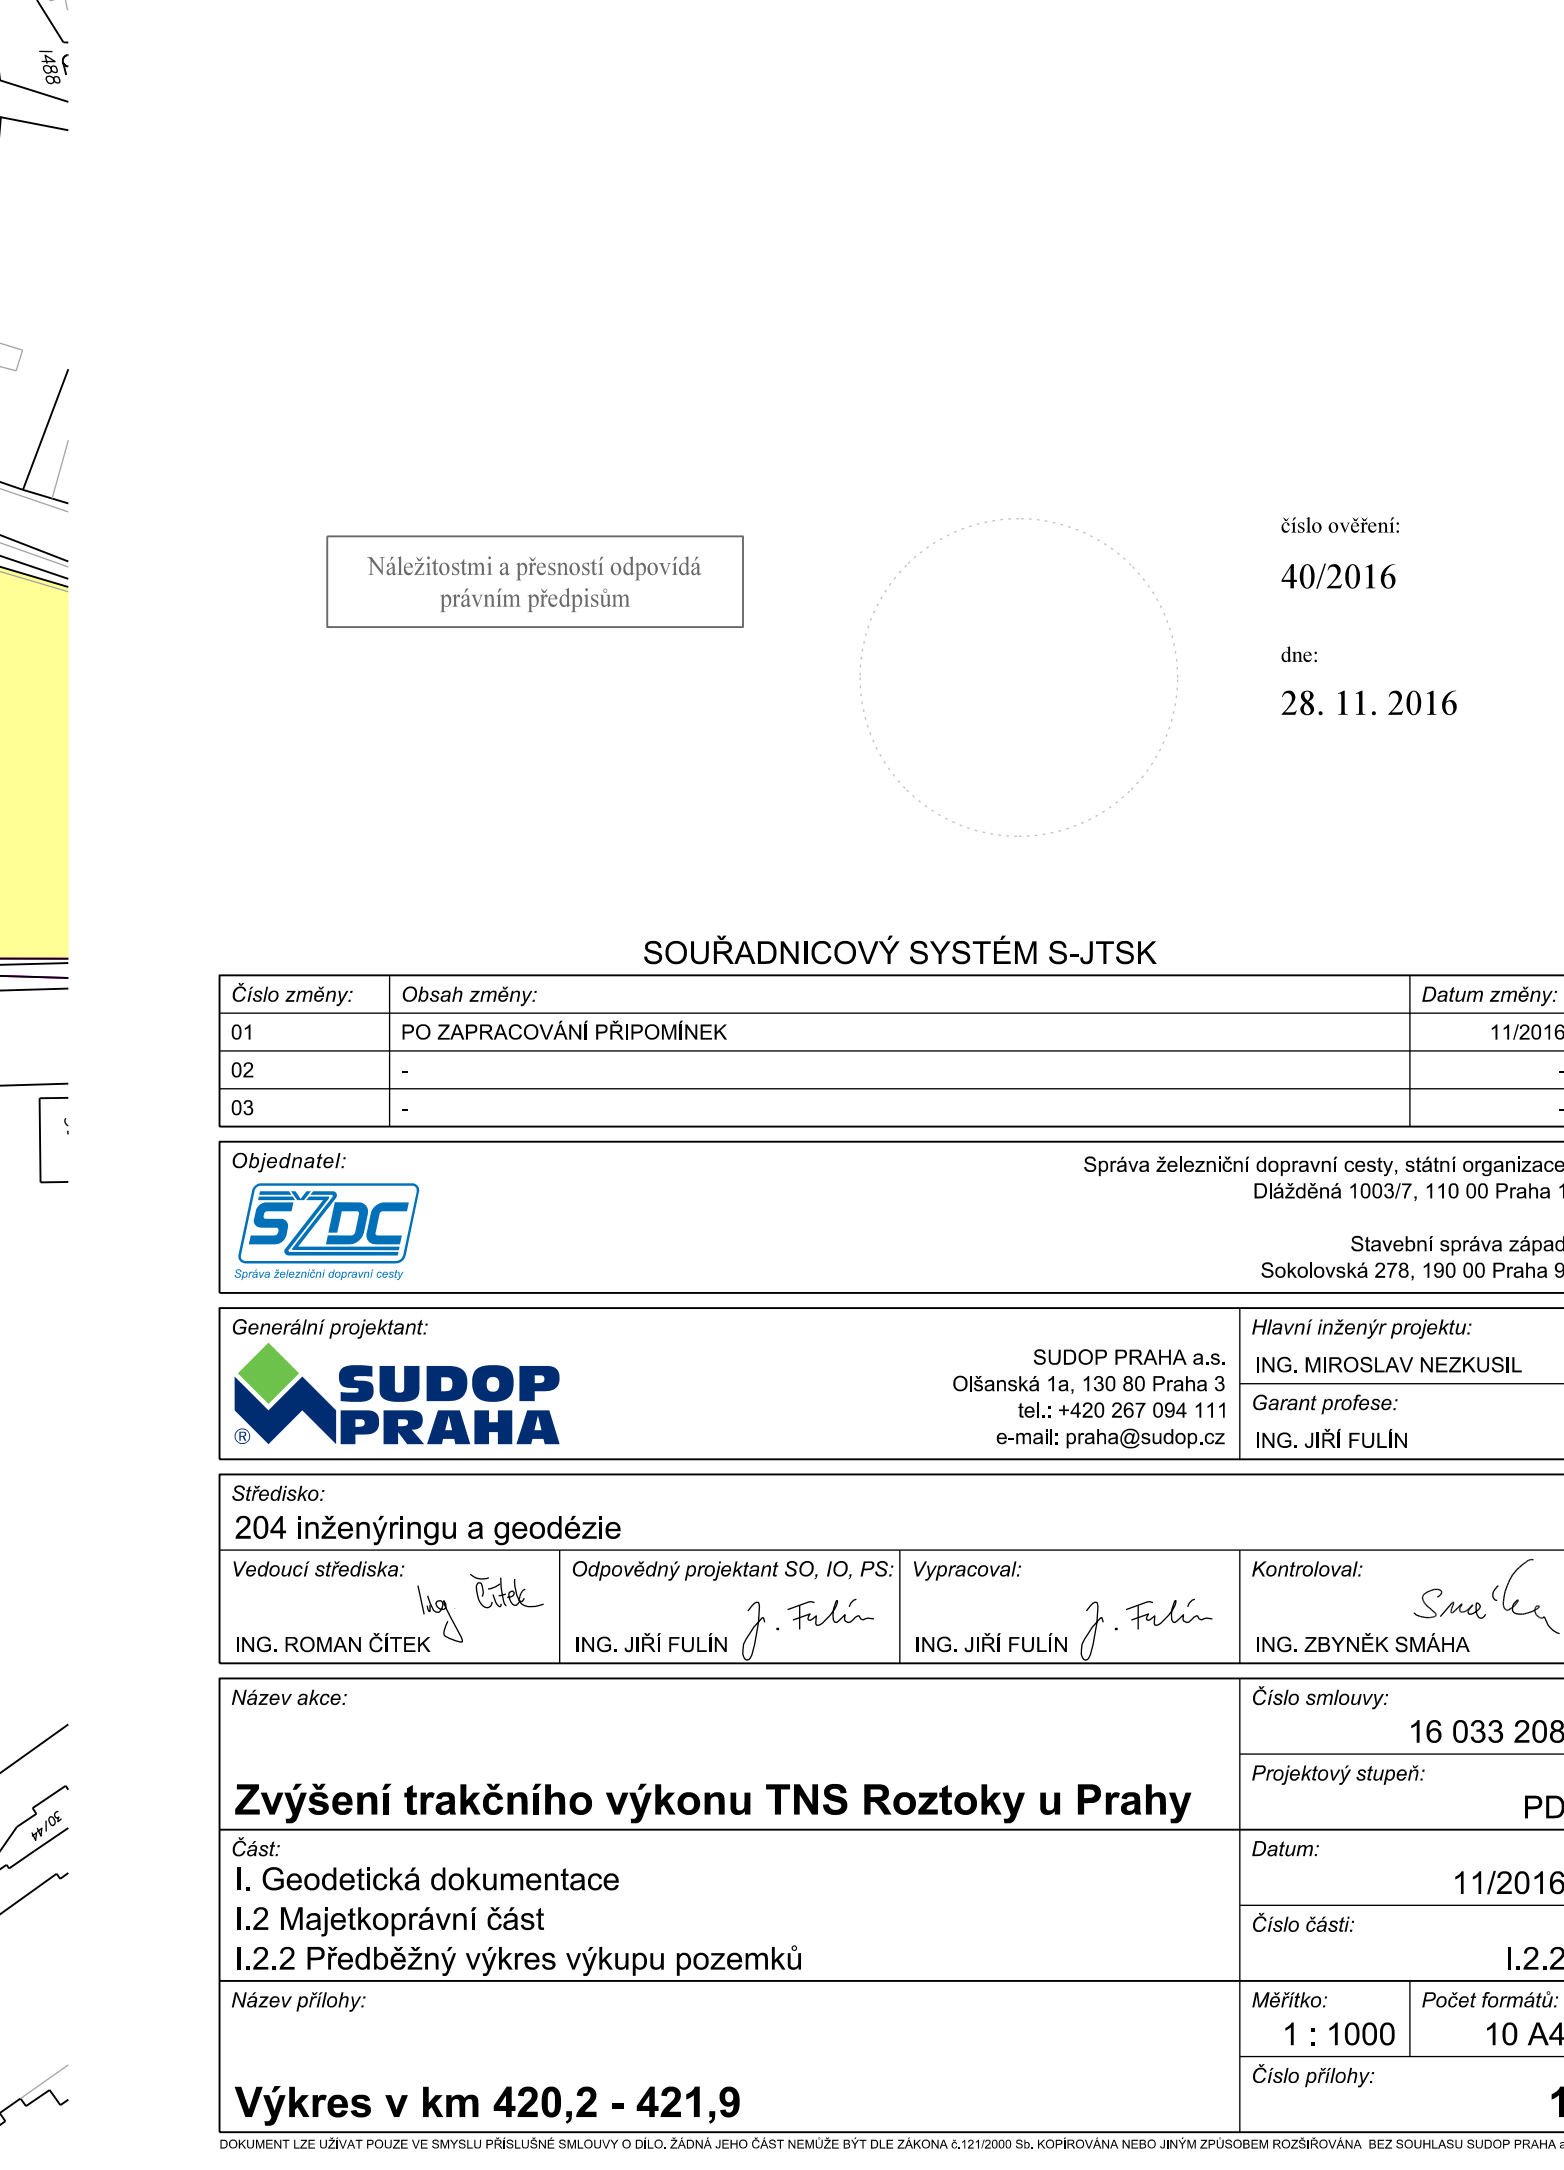 1488
Náležitostmi a přesností odpovídá
právním předpisům
číslo ověření:
40/2016
dne:
28. 11. 2016
SOUŘADNICOVÝ SYSTÉM S-JTSK
Číslo změny: Obsah změny: Datum změny:
01 PO ZAPRACOVÁNÍ PŘIPOMÍNEK 11/2016
02 - -
03 - -
Objednatel:
ŠŽDC
Správa železniční dopravní cesty
Správa železniční dopravní cesty, státní organizace
Dlážděná 1003/7, 110 00 Praha 1
Stavební správa západ
Sokolovská 278, 190 00 Praha 9
Generální projektant:
SUDOP
PRAHA
®
SUDOP PRAHA a.s.
Olšanská 1a, 130 80 Praha 3
tel.: +420 267 094 111
e-mail: praha@sudop.cz
Hlavní inženýr projektu:
ING. MIROSLAV NEZKUSIL
Garant profese:
ING. JIŘÍ FULÍN
Středisko:
204 inženýringu a geodézie
Vedoucí střediska:
Ing. Čítek
ING. ROMAN ČÍTEK
Odpovědný projektant SO, IO, PS:
J. Fulín
ING. JIŘÍ FULÍN
Vypracoval:
J. Fulín
ING. JIŘÍ FULÍN
Kontroloval:
ING. ZBYNĚK SMÁHA
Název akce:
Zvýšení trakčního výkonu TNS Roztoky u Prahy
Číslo smlouvy:
16 033 208
Projektový stupeň:
PD
30/44
Část:
I. Geodetická dokumentace
I.2 Majetkoprávní část
I.2.2 Předběžný výkres výkupu pozemků
Datum:
11/2016
Číslo části:
I.2.2
Název přílohy:
Výkres v km 420,2 - 421,9
Měřítko:
1 : 1000
Počet formátů:
10 A4
Číslo přílohy:
1
DOKUMENT LZE UŽÍVAT POUZE VE SMYSLU PŘÍSLUŠNÉ SMLOUVY O DÍLO. ŽÁDNÁ JEHO ČÁST NEMŮŽE BÝT DLE ZÁKONA č.121/2000 Sb. KOPÍROVÁNA NEBO JINÝM ZPŮSOBEM ROZŠIŘOVÁNA BEZ SOUHLASU SUDOP PRAHA a